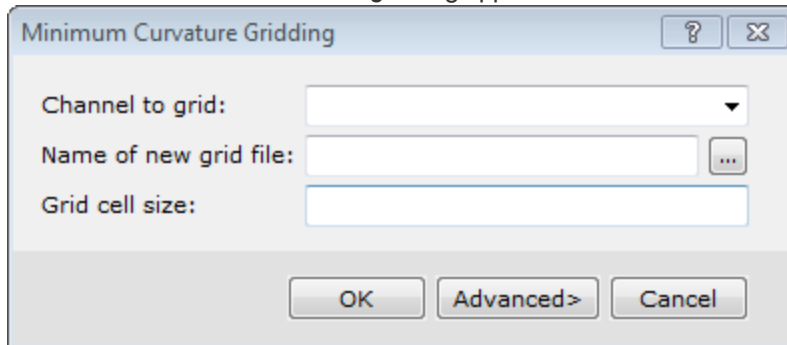 Minimum Curvature Gridding
?
Channel to grid:
Name of new grid file:
...
Grid cell size:
OK Advanced> Cancel